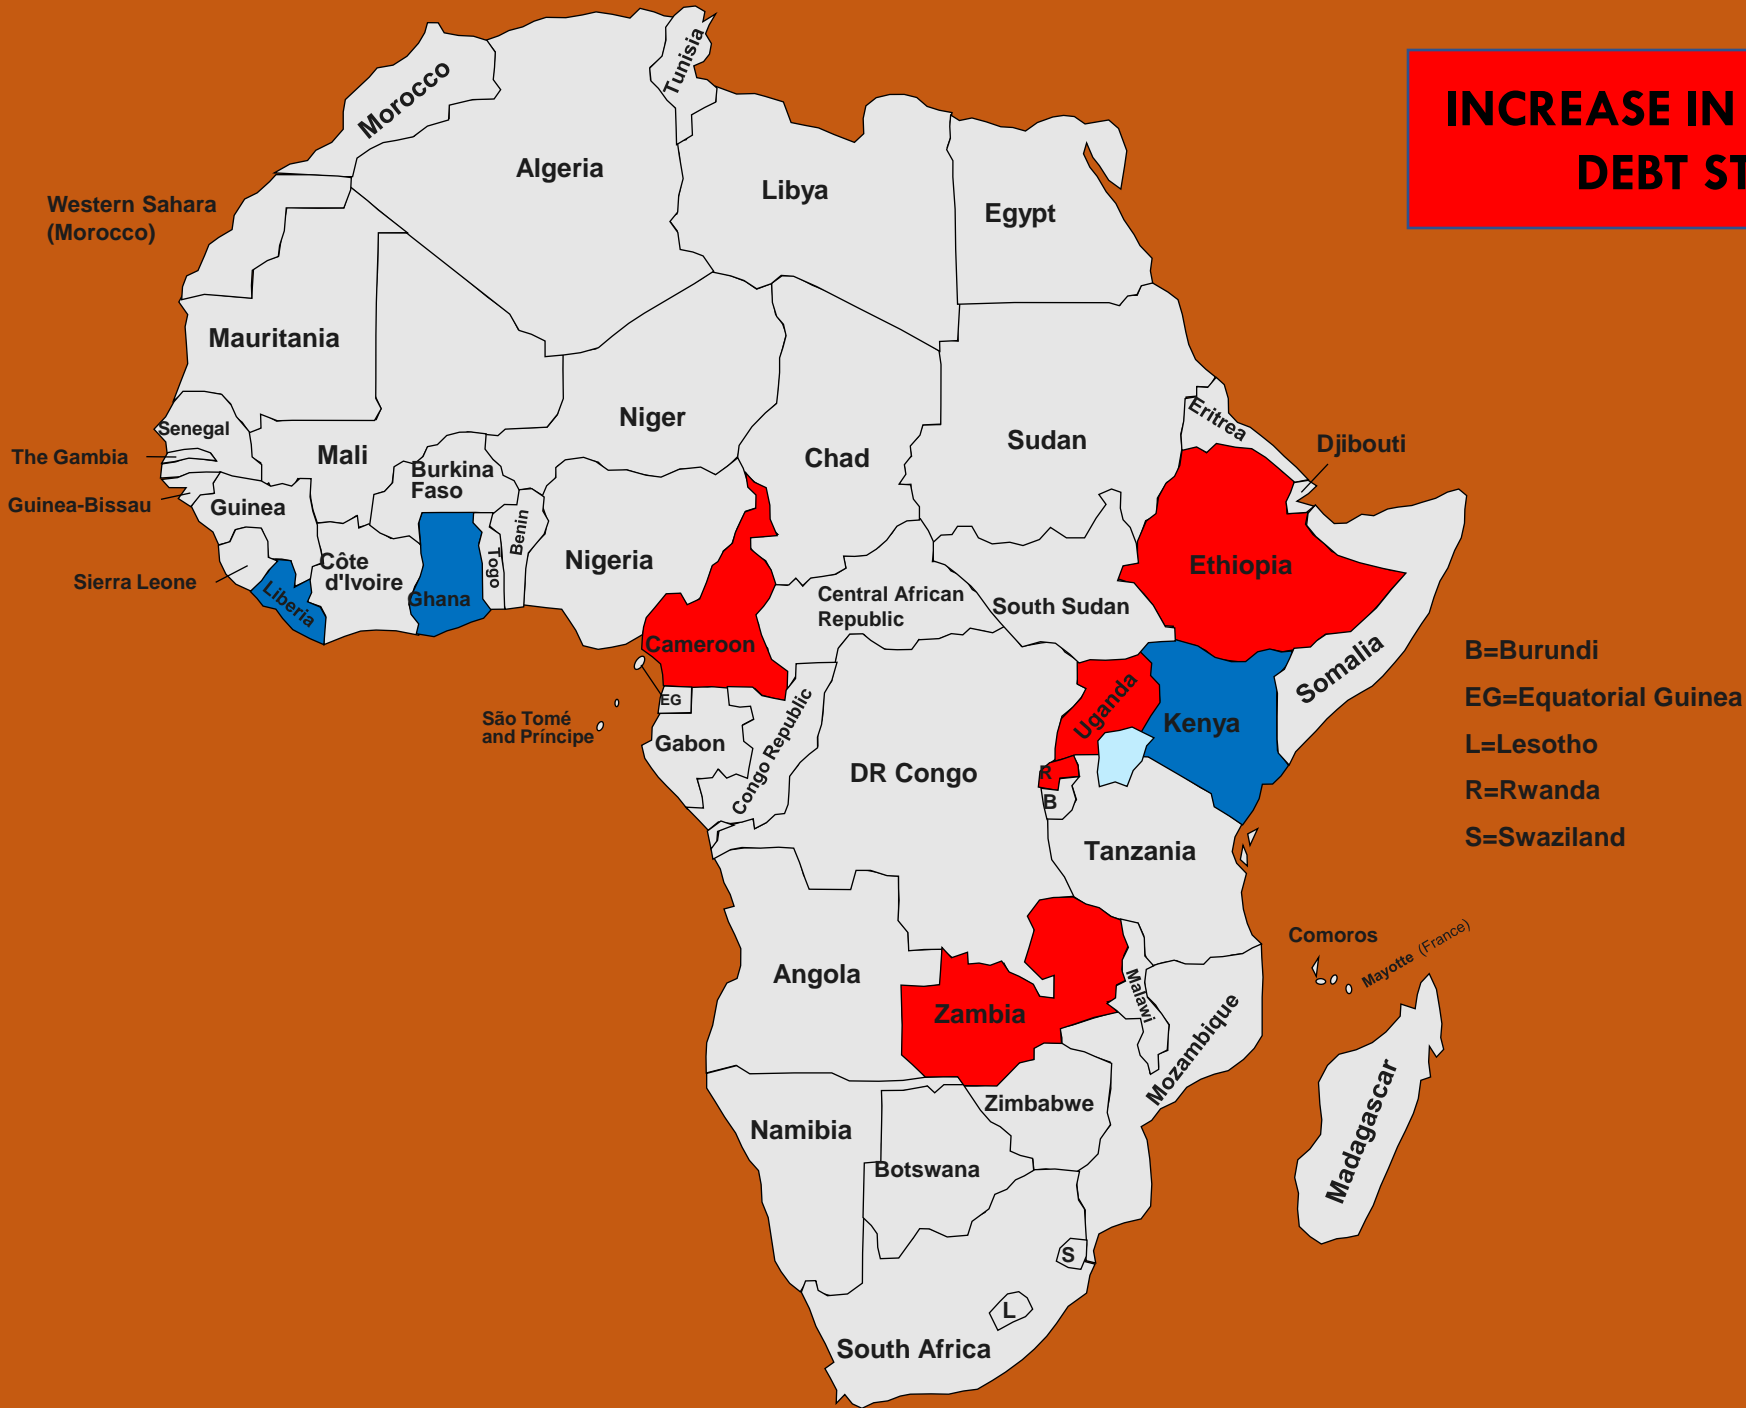 INCREASE IN
DEBT ST
Tunisia
Morocco
Algeria
Libya
Egypt
Western Sahara
(Morocco)
Mauritania
Niger
Chad
Sudan
Eritrea
Djibouti
Senegal
The Gambia
Mali
Burkina
Faso
Guinea-Bissau
Guinea
Benin
Togo
Nigeria
Ethiopia
Sierra Leone
Côte
d'Ivoire
Liberia
Ghana
Central African
Republic
South Sudan
Cameroon
Somalia
B=Burundi
EG=Equatorial Guinea
L=Lesotho
R=Rwanda
S=Swaziland
EG
São Tomé
and Príncipe
Gabon
Congo Republic
Uganda
Kenya
DR Congo
R
B
Tanzania
Comoros
Mayotte (France)
Angola
Zambia
Malawi
Mozambique
Zimbabwe
Madagascar
Namibia
Botswana
S
L
South Africa